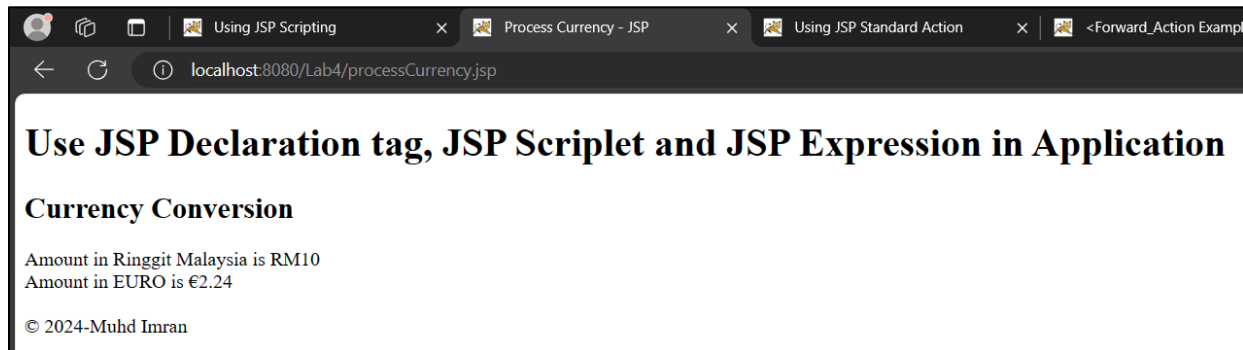 Using JSP Scripting
Process Currency - JSP
Using JSP Standard Action
<Forward_Action Exampl
localhost:8080/Lab4/processCurrency.jsp
Use JSP Declaration tag, JSP Scriplet and JSP Expression in Application
Currency Conversion
Amount in Ringgit Malaysia is RM10
Amount in EURO is €2.24
© 2024-Muhd Imran